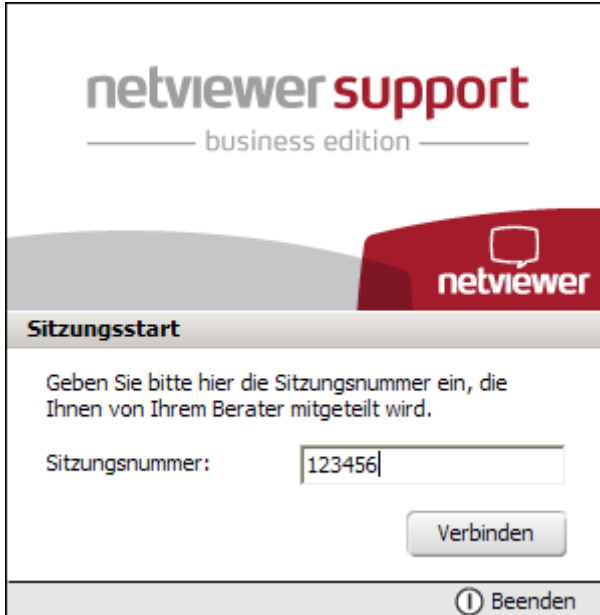 netviewer support
business edition
netviewer
Sitzungsstart
Geben Sie bitte hier die Sitzungsnummer ein, die
Ihnen von Ihrem Berater mitgeteilt wird.
Sitzungsnummer: 123456
Verbinden
Beenden